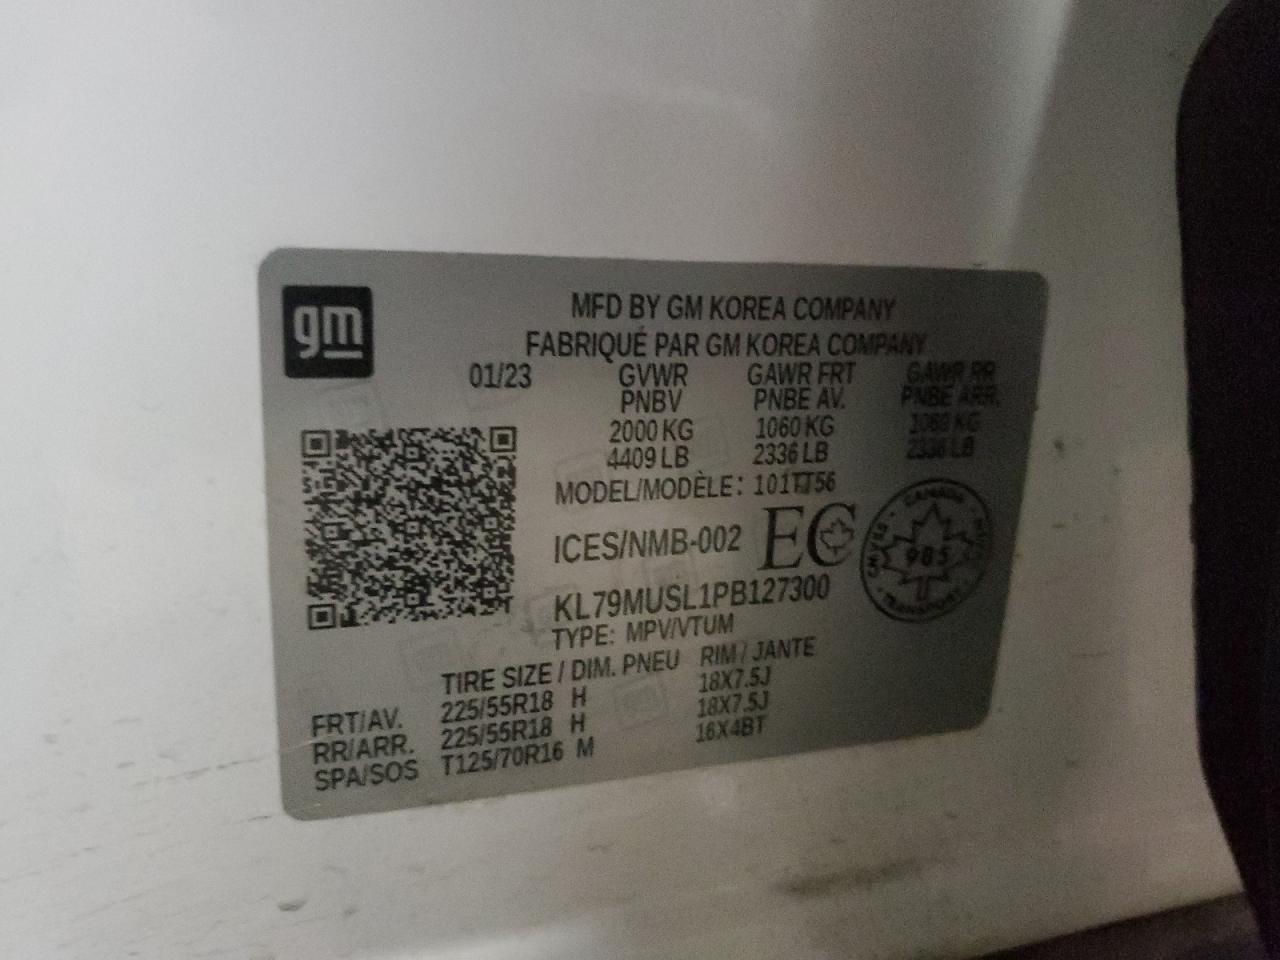 gm
MFD BY GM KOREA COMPANY
FABRIQUÉ PAR GM KOREA COMPANY
01/23 GVWR GAWR FRT GAWR RR
PNBV PNBE AV. PNBE ARR.
2000 KG 1060 KG 1060 KG
4409 LB 2336 LB 2336 LB
MODEL/MODÈLE: 101TT56
ICES/NMB-002 EC
CANADA
985
TRANSPORT
KL79MUSL1PB127300
TYPE: MPV/VTUM
TIRE SIZE / DIM. PNEU RIM / JANTE
FRT/AV. 225/55R18 H 18X7.5J
RR/ARR. 225/55R18 H 18X7.5J
SPA/SOS T125/70R16 M 16X4BT